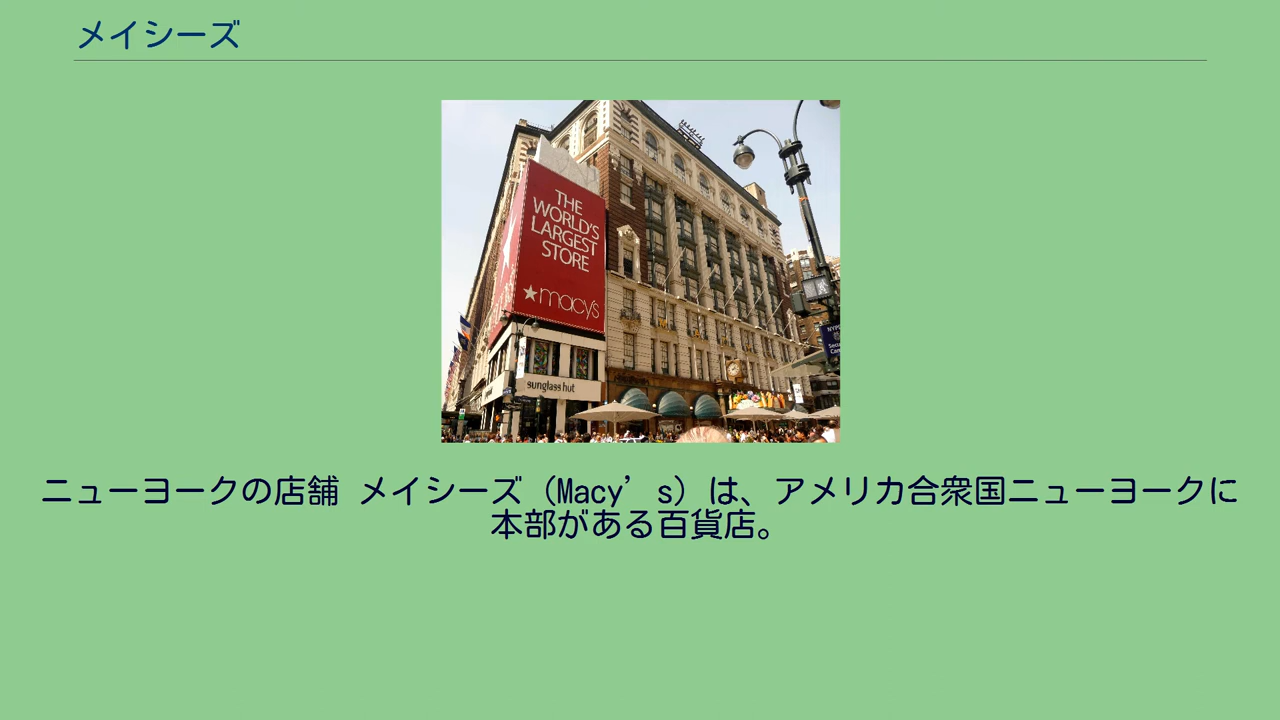 メイシーズ
THE
WORLD'S
LARGEST
STORE
macy's
sunglass hut
NYPD
ニューヨークの店舗 メイシーズ（Macy’s）は、アメリカ合衆国ニューヨークに
本部がある百貨店。